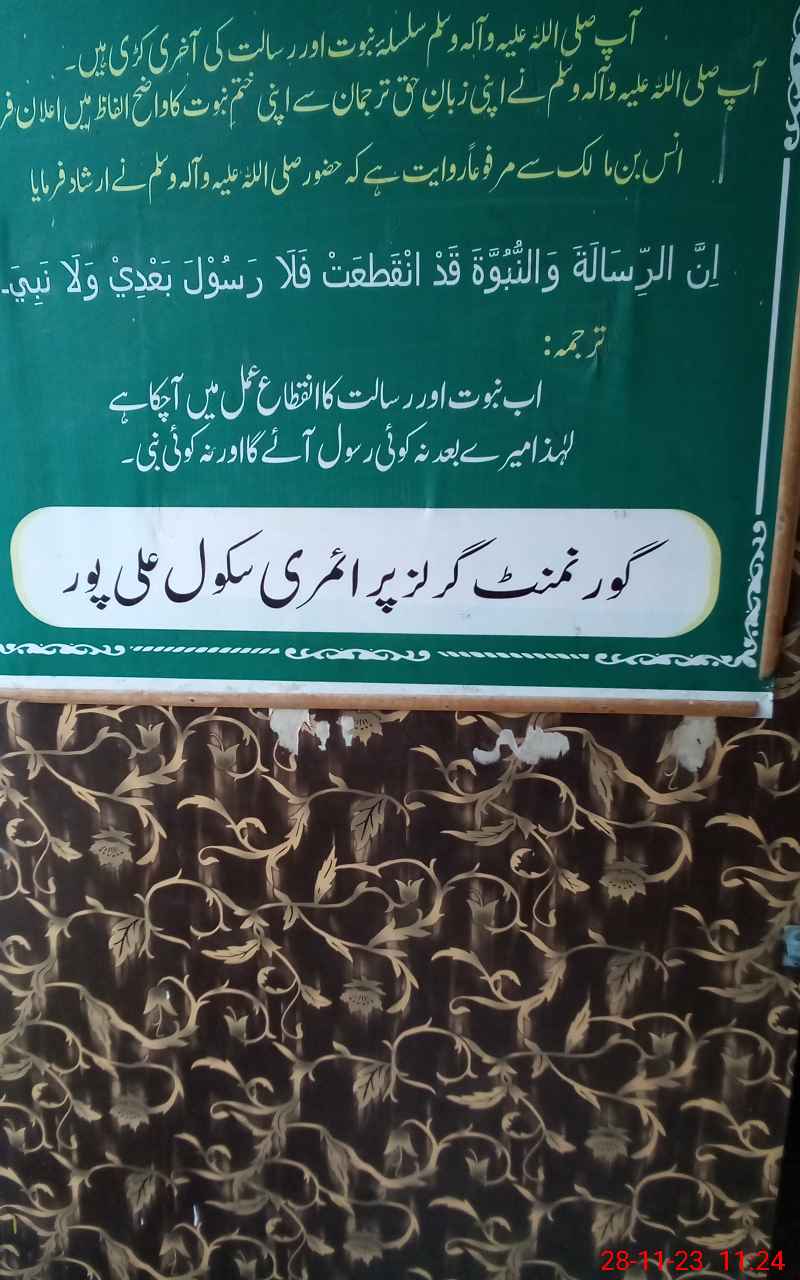 آپ صلی اللہ علیہ وآلہ وسلم سلسلۂ نبوت اور رسالت کی آخری کڑی ہیں۔
آپ صلی اللہ علیہ وآلہ وسلم نے اپنی زبانِ حق ترجمان سے اپنی ختم نبوت کا واضح الفاظ میں اعلان فر
انس بن مالک سے مرفوعاً روایت ہے کہ حضور صلی اللہ علیہ وآلہ وسلم نے ارشاد فرمایا
اِنَّ الرِّسَالَةَ وَالنُّبُوَّةَ قَدْ انْقَطعَتْ فَلَا رَسُوْلَ بَعْدِيْ وَلَا نَبِيَ۔
ترجمہ:
اب نبوت اور رسالت کا انقطاع عمل میں آچکا ہے
لہٰذا میرے بعد نہ کوئی رسول آئے گا اور نہ کوئی نبی۔
گورنمنٹ گرلز پرائمری سکول علی پور
28-11-23 11:24